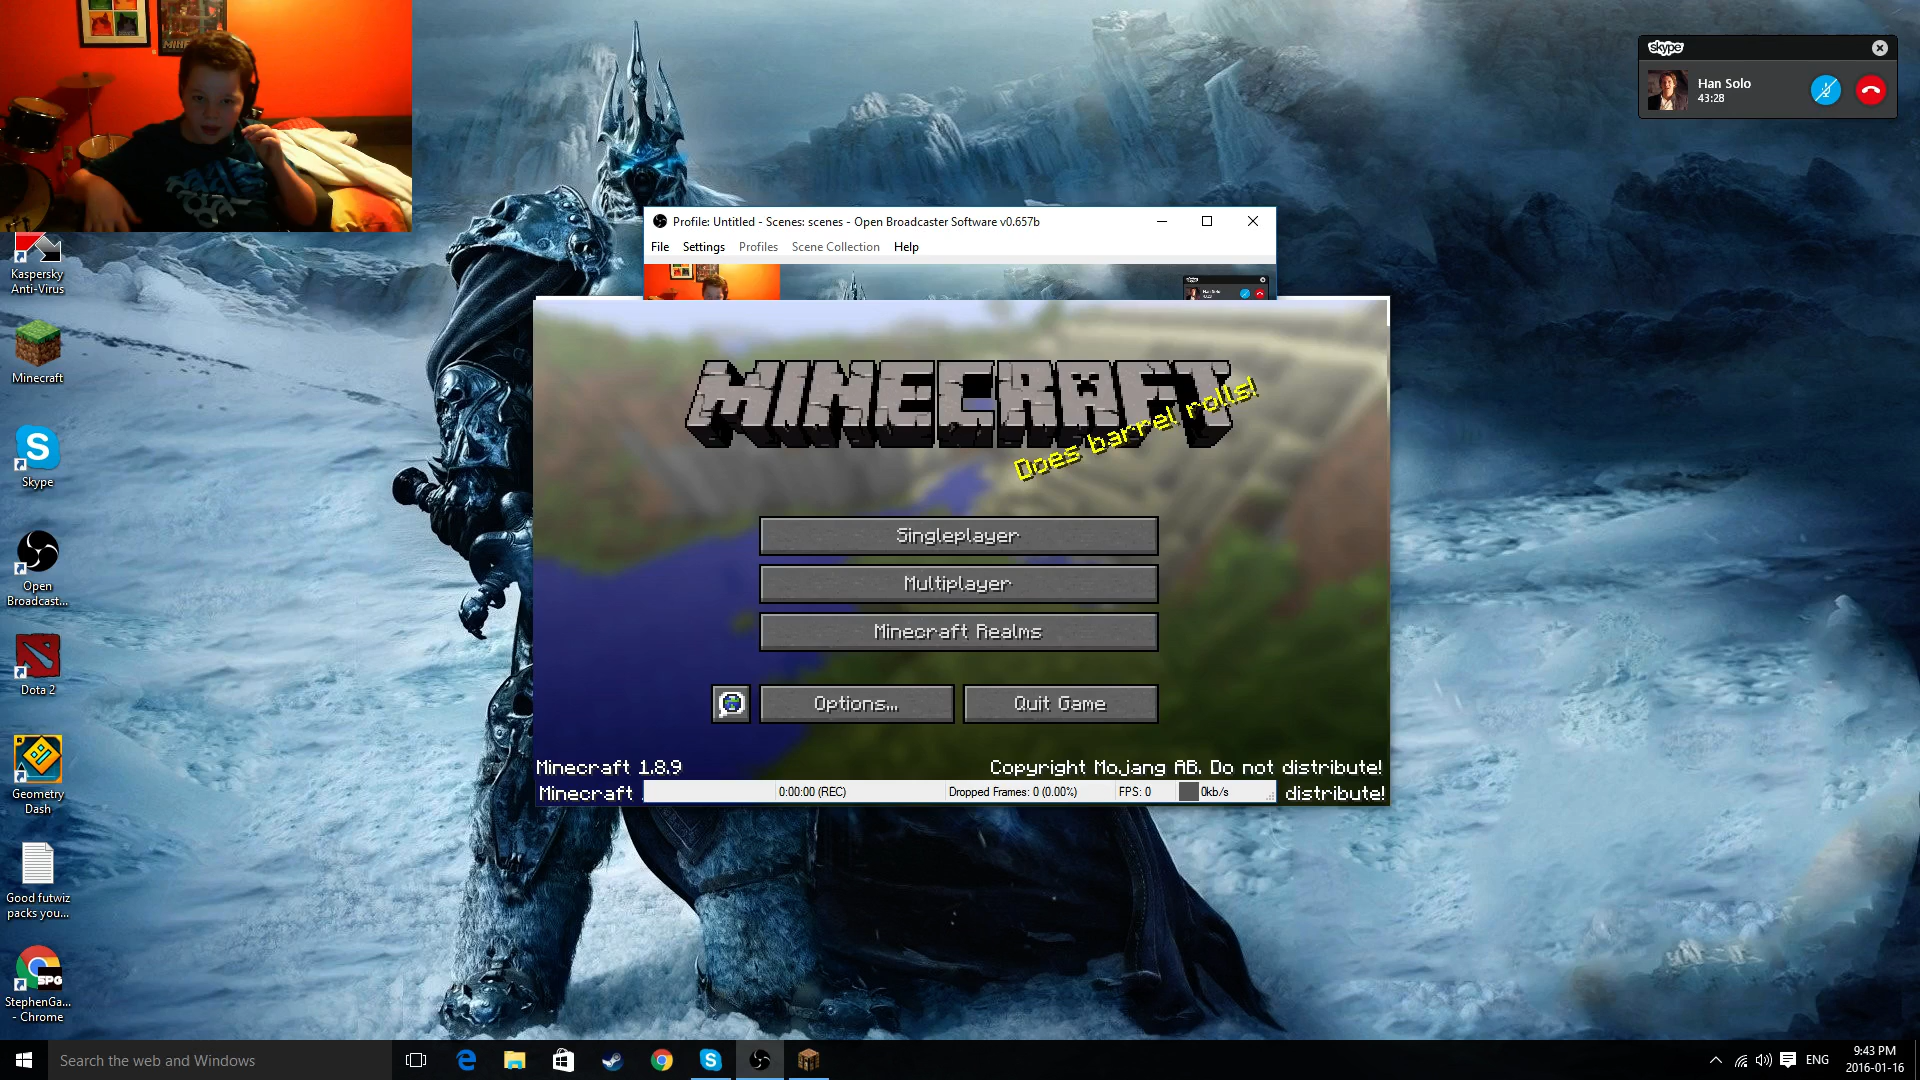 MINE
skype
Han Solo
43:28
Profile: Untitled - Scenes: scenes - Open Broadcaster Software v0.657b
File Settings Profiles Scene Collection Help
Kaspersky
Anti-Virus
Minecraft
Skype
Open
Broadcast...
Dota 2
Geometry
Dash
Good futwiz
packs you...
SPG
StephenGa...
- Chrome
MINECRAFT
Does barrel rolls!
Singleplayer
Multiplayer
Minecraft Realms
Options... Quit Game
Minecraft 1.8.9 Copyright Mojang AB. Do not distribute!
Minecraft distribute!
0:00:00 (REC) Dropped Frames: 0 (0.00%) FPS: 0 0kb/s
Search the web and Windows
ENG
9:43 PM
2016-01-16